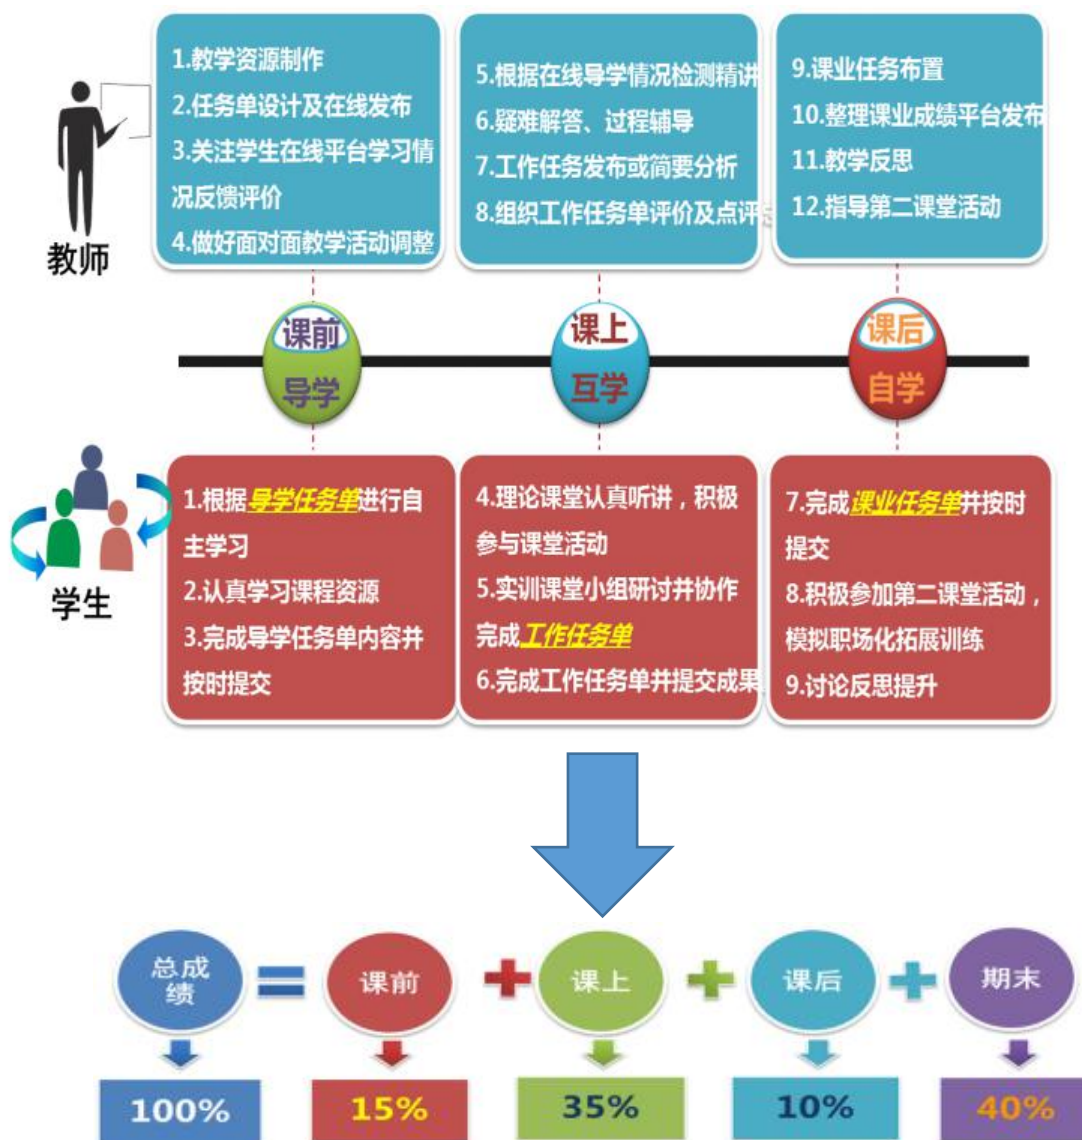 1.教学资源制作
2.任务单设计及在线发布
3.关注学生在线平台学习情
况反馈评价
4.做好面对面教学活动调整
5.根据在线导学情况检测精讲
6.疑难解答、过程辅导
7.工作任务发布或简要分析
8.组织工作任务单评价及点评
9.课业任务布置
10.整理课业成绩平台发布
11.教学反思
12.指导第二课堂活动
教师
课前
导学
课上
互学
课后
自学
学生
1.根据导学任务单进行自
主学习
2.认真学习课程资源
3.完成导学任务单内容并
按时提交
4.理论课堂认真听讲，积极
参与课堂活动
5.实训课堂小组研讨并协作
完成工作任务单
6.完成工作任务单并提交成果
7.完成课业任务单并按时
提交
8.积极参加第二课堂活动，
模拟职场化拓展训练
9.讨论反思提升
总成
绩
=
课前
+
课上
+
课后
+
期末
100%
15%
35%
10%
40%